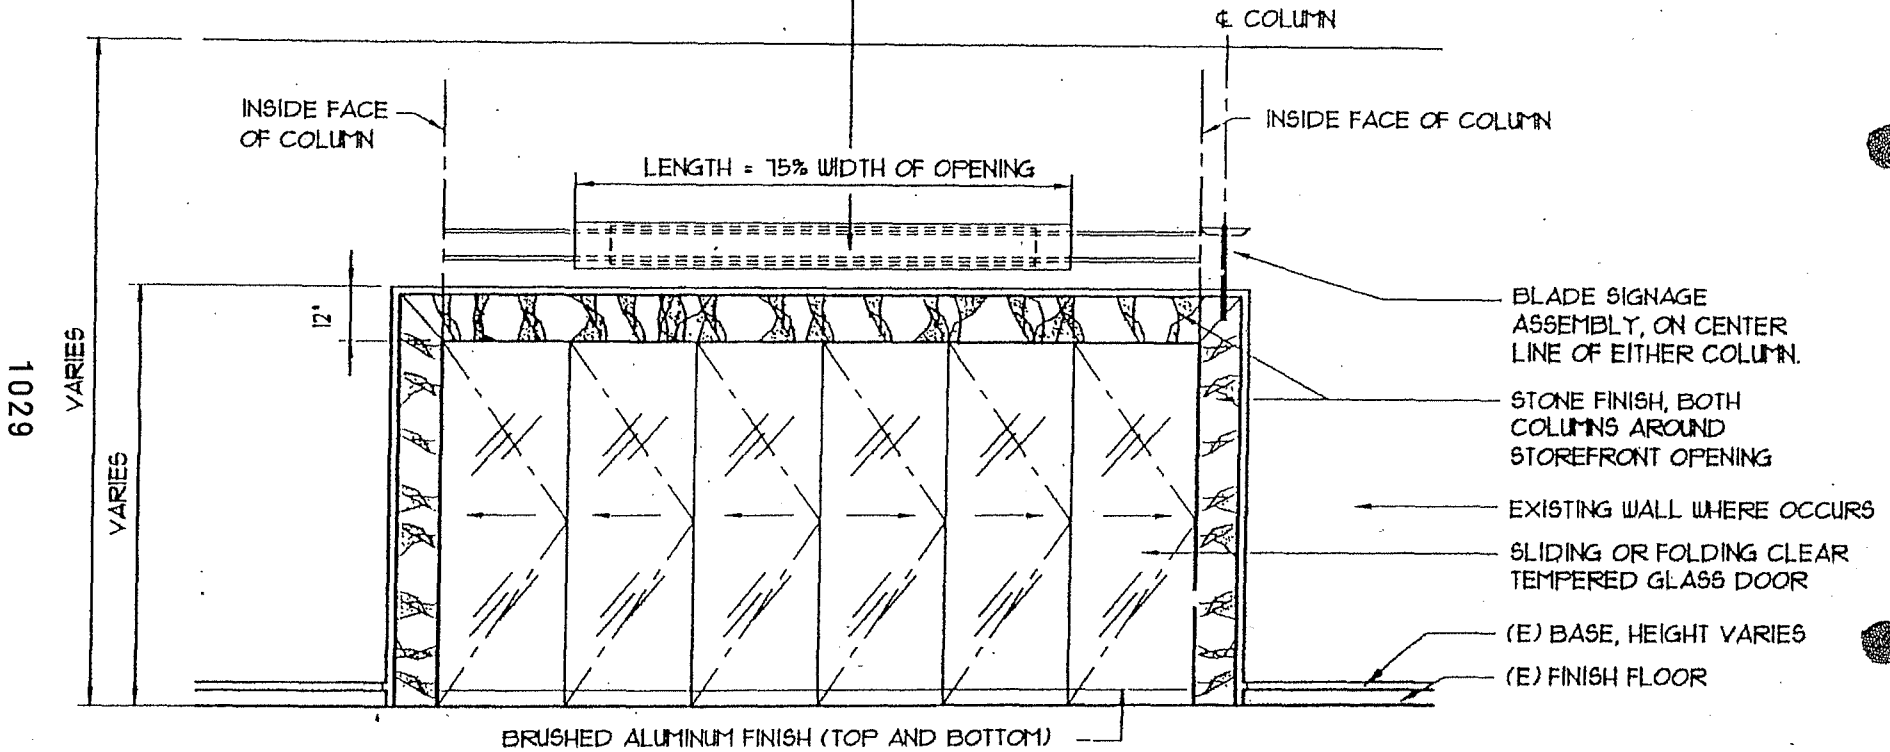 ℄ COLUMN
INSIDE FACE
OF COLUMN
INSIDE FACE OF COLUMN
LENGTH = 75% WIDTH OF OPENING
12"
VARIES
VARIES
1029
BLADE SIGNAGE
ASSEMBLY, ON CENTER
LINE OF EITHER COLUMN.
STONE FINISH, BOTH
COLUMNS AROUND
STOREFRONT OPENING
EXISTING WALL WHERE OCCURS
SLIDING OR FOLDING CLEAR
TEMPERED GLASS DOOR
(E) BASE, HEIGHT VARIES
(E) FINISH FLOOR
BRUSHED ALUMINUM FINISH (TOP AND BOTTOM)